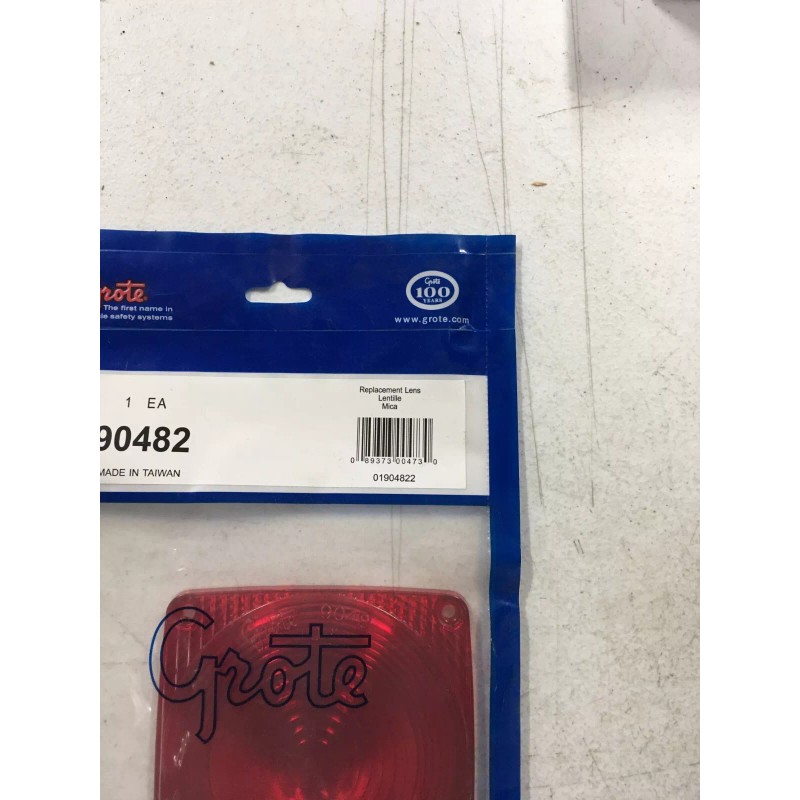 rote
The first name in
le safety systems
Grote
100
YEARS
www.grote.com
1 EA
90482
MADE IN TAIWAN
Replacement Lens
Lentille
Mica
0 89373 00473 0
01904822
Grote